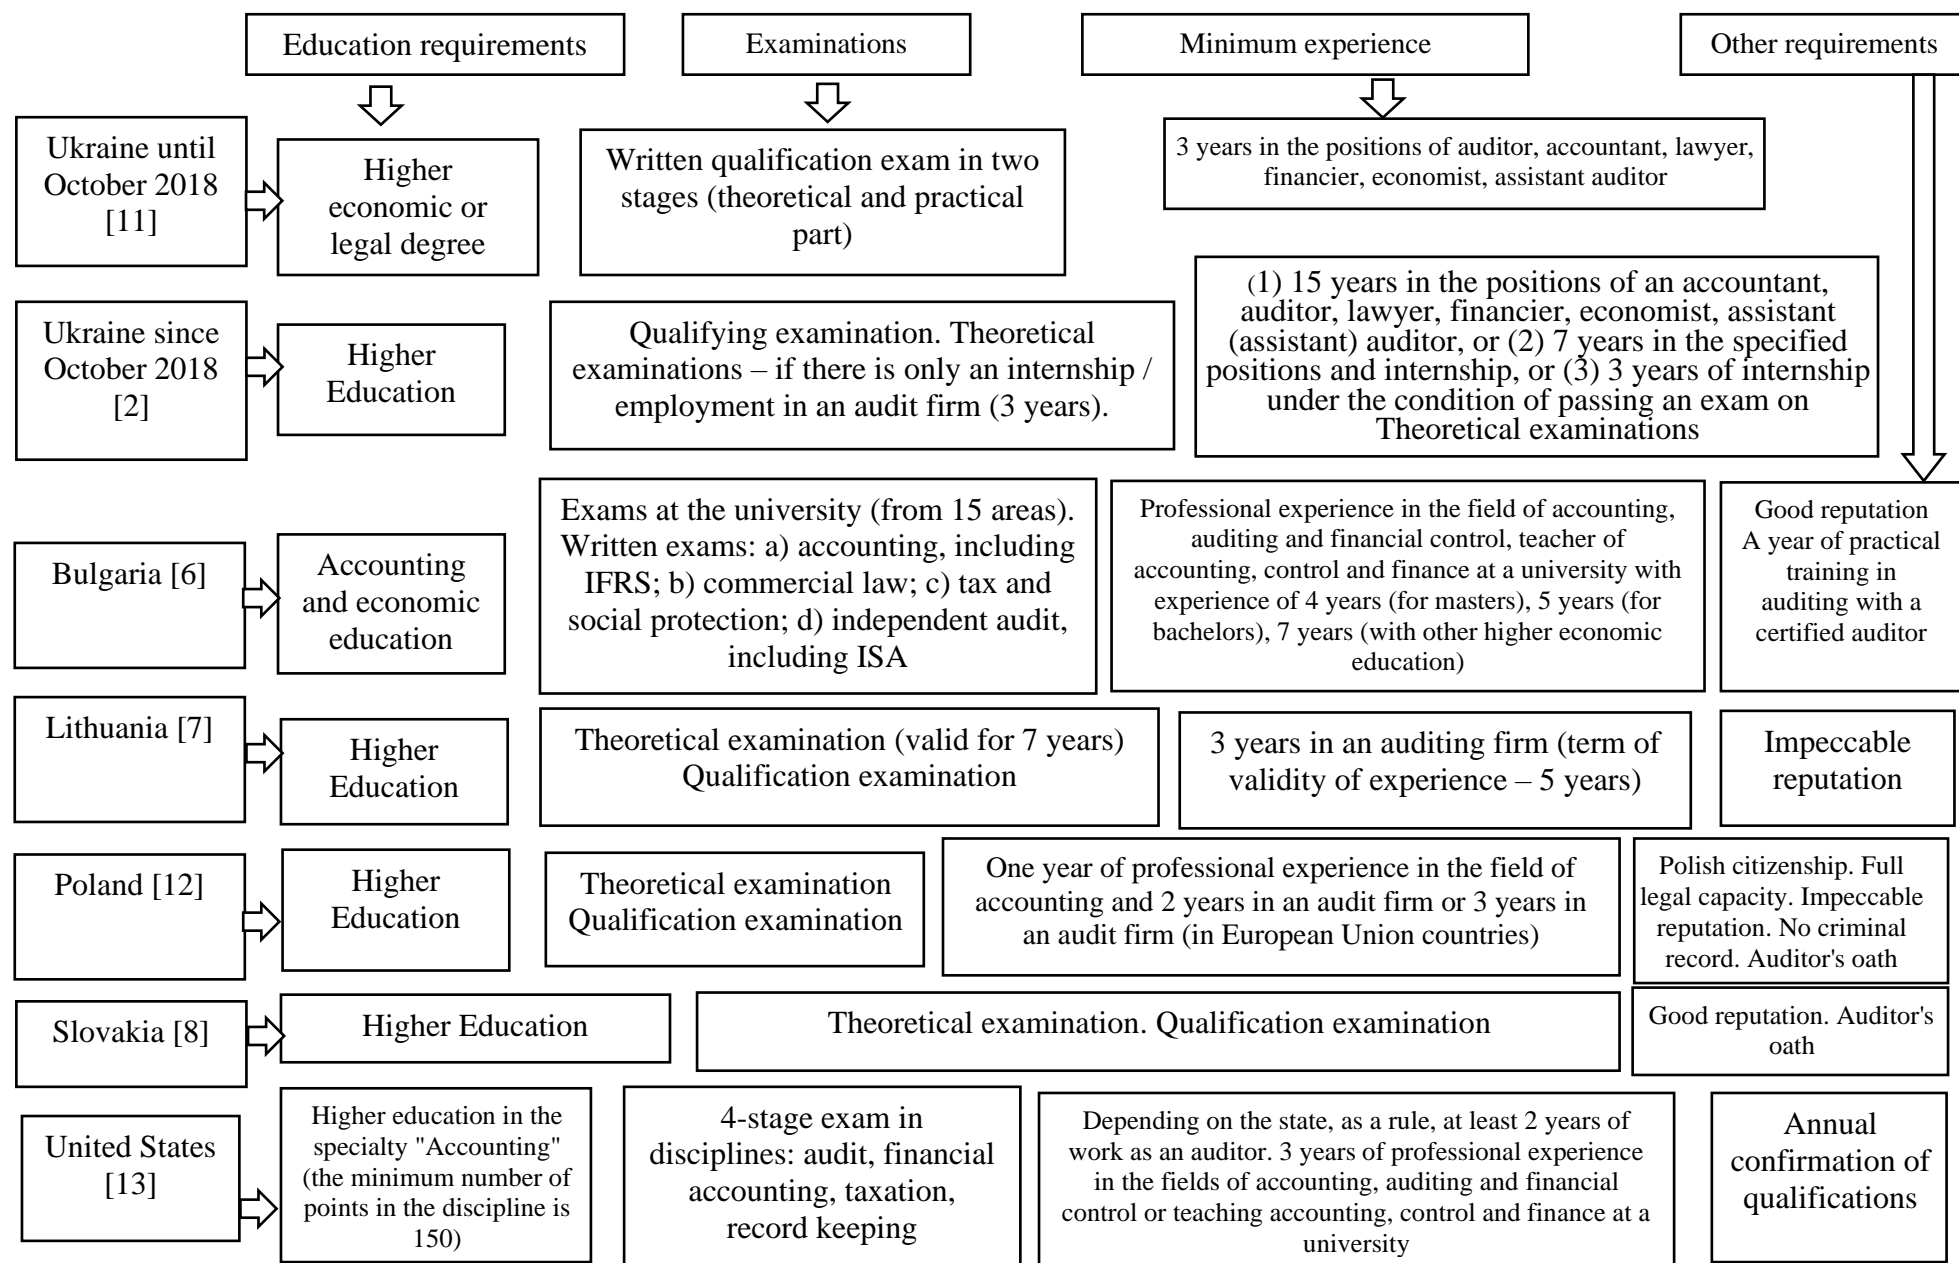 Education requirements
Examinations
Minimum experience
Other requirements
Ukraine until
October 2018
[11]
Higher
economic or
legal degree
Written qualification exam in two
stages (theoretical and practical
part)
3 years in the positions of auditor, accountant, lawyer,
financier, economist, assistant auditor
Ukraine since
October 2018
[2]
Higher
Education
Qualifying examination. Theoretical
examinations – if there is only an internship /
employment in an audit firm (3 years).
(1) 15 years in the positions of an accountant,
auditor, lawyer, financier, economist, assistant
(assistant) auditor, or (2) 7 years in the specified
positions and internship, or (3) 3 years of internship
under the condition of passing an exam on
Theoretical examinations
Bulgaria [6]
Accounting
and economic
education
Exams at the university (from 15 areas).
Written exams: a) accounting, including
IFRS; b) commercial law; c) tax and
social protection; d) independent audit,
including ISA
Professional experience in the field of accounting,
auditing and financial control, teacher of
accounting, control and finance at a university with
experience of 4 years (for masters), 5 years (for
bachelors), 7 years (with other higher economic
education)
Good reputation
A year of practical
training in
auditing with a
certified auditor
Lithuania [7]
Higher
Education
Theoretical examination (valid for 7 years)
Qualification examination
3 years in an auditing firm (term of
validity of experience – 5 years)
Impeccable
reputation
Poland [12]
Higher
Education
Theoretical examination
Qualification examination
One year of professional experience in the field of
accounting and 2 years in an audit firm or 3 years in
an audit firm (in European Union countries)
Polish citizenship. Full
legal capacity. Impeccable
reputation. No criminal
record. Auditor's oath
Slovakia [8]
Higher Education
Theoretical examination. Qualification examination
Good reputation. Auditor's
oath
United States
[13]
Higher education in the
specialty "Accounting"
(the minimum number of
points in the discipline is
150)
4-stage exam in
disciplines: audit, financial
accounting, taxation,
record keeping
Depending on the state, as a rule, at least 2 years of
work as an auditor. 3 years of professional experience
in the fields of accounting, auditing and financial
control or teaching accounting, control and finance at a
university
Annual
confirmation of
qualifications